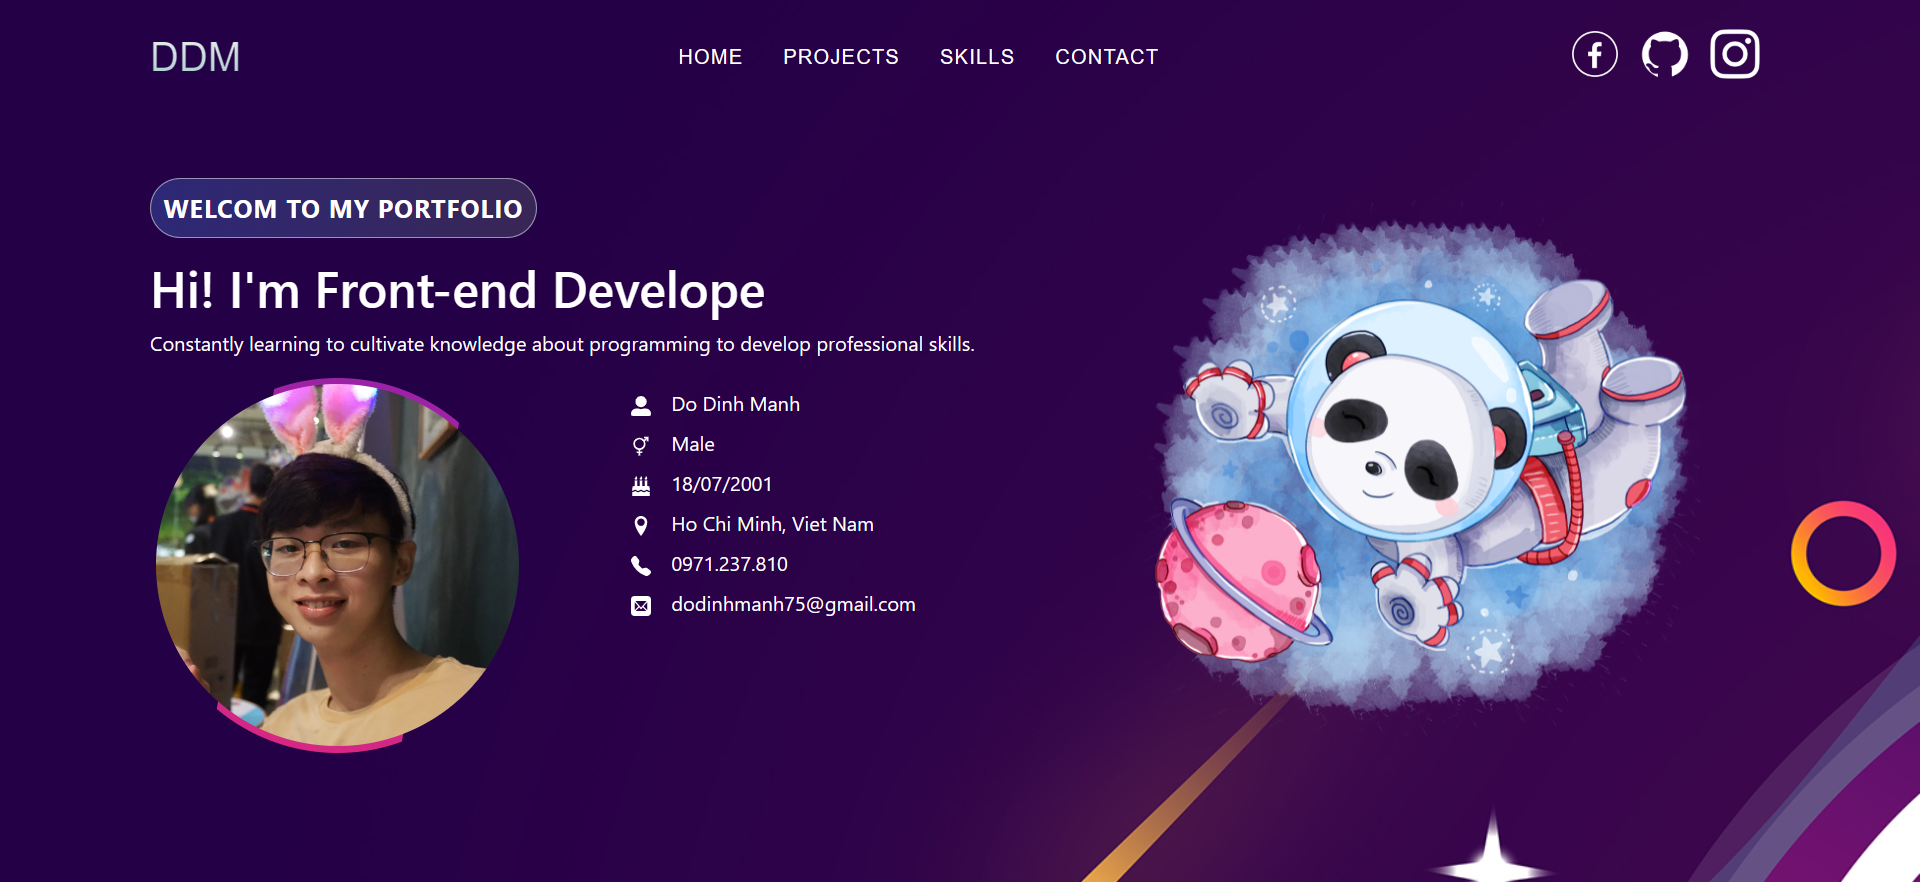 DDM
HOME PROJECTS SKILLS CONTACT
WELCOM TO MY PORTFOLIO
Hi! I'm Front-end Develope
Constantly learning to cultivate knowledge about programming to develop professional skills.
Do Dinh Manh
Male
18/07/2001
Ho Chi Minh, Viet Nam
0971.237.810
dodinhmanh75@gmail.com